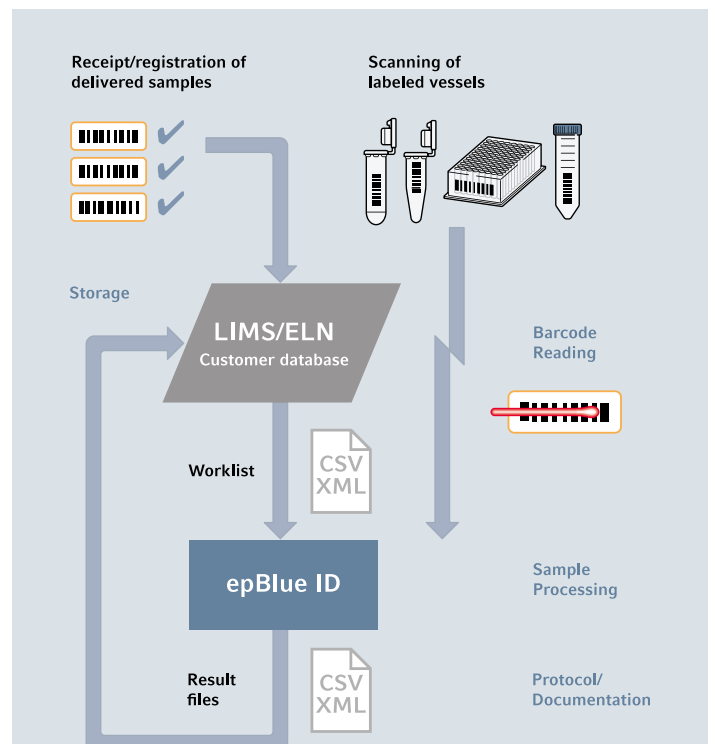 Receipt/registration of
delivered samples
Scanning of
labeled vessels
Storage
LIMS/ELN
Customer database
Barcode
Reading
Worklist
CSV
XML
epBlue ID
Sample
Processing
Result
files
CSV
XML
Protocol/
Documentation